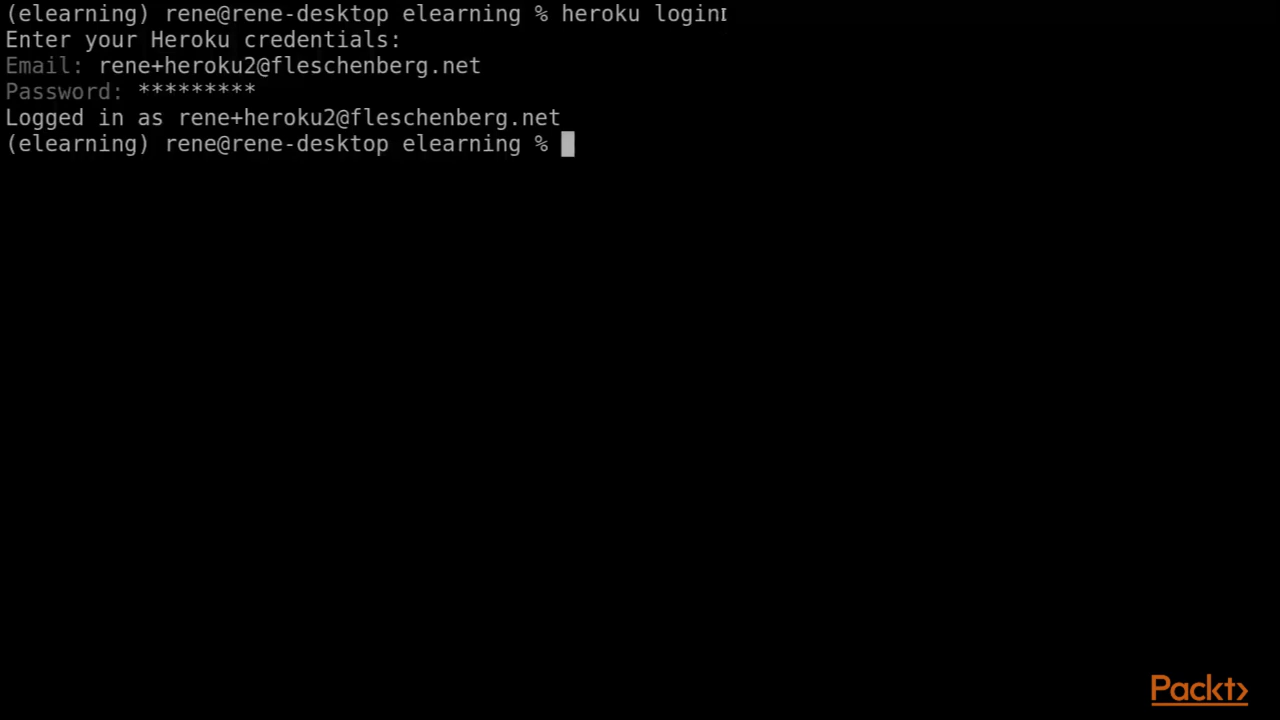 (elearning) rene@rene-desktop elearning % heroku login
Enter your Heroku credentials:
Email: rene+heroku2@fleschenberg.net
Password: *********
Logged in as rene+heroku2@fleschenberg.net
(elearning) rene@rene-desktop elearning %
Packt>